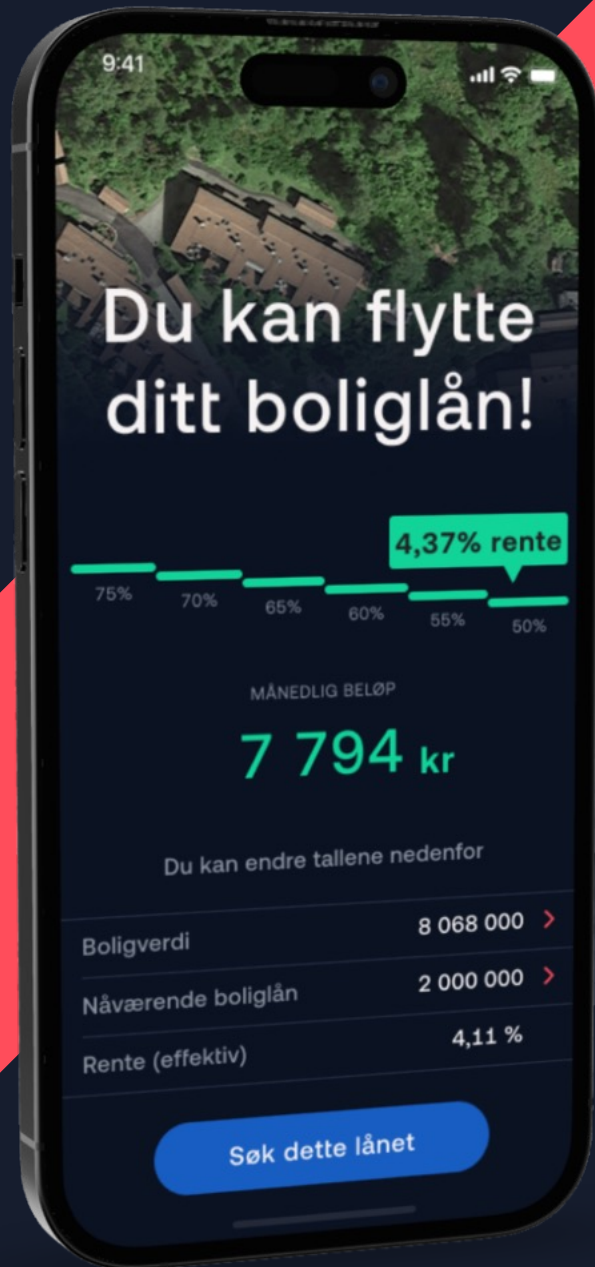 9:41
Du kan flytte
ditt boliglån!
4,37% rente
75% 70% 65% 60% 55% 50%
MÅNEDLIG BELØP
7 794 kr
Du kan endre tallene nedenfor
Boligverdi 8 068 000
Nåværende boliglån 2 000 000
Rente (effektiv) 4,11 %
Søk dette lånet